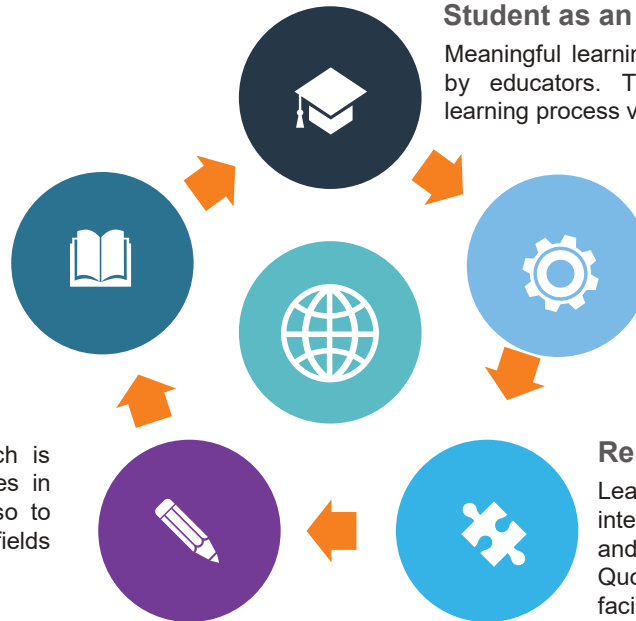 Student as an
Meaningful learnin
by educators. T
learning process v
ch is
es in
so to
fields
Re
Lea
inte
and
Quo
faci